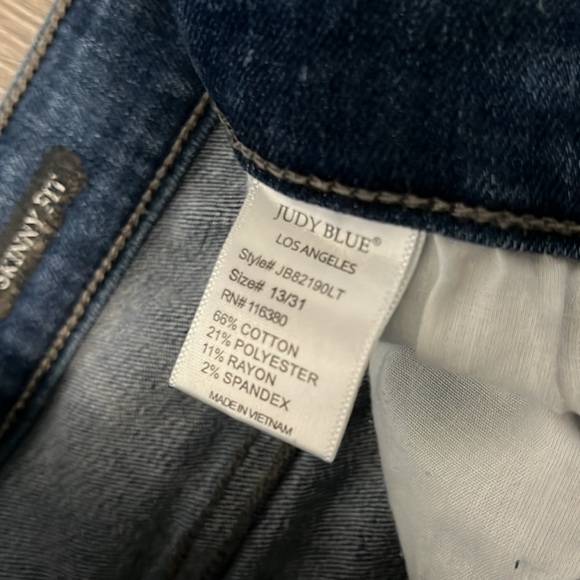 SKINNY FIT
JUDY BLUE®
LOS ANGELES
Style# JB82190LT
Size# 13/31
RN# 116380
66% COTTON
21% POLYESTER
11% RAYON
2% SPANDEX
MADE IN VIETNAM